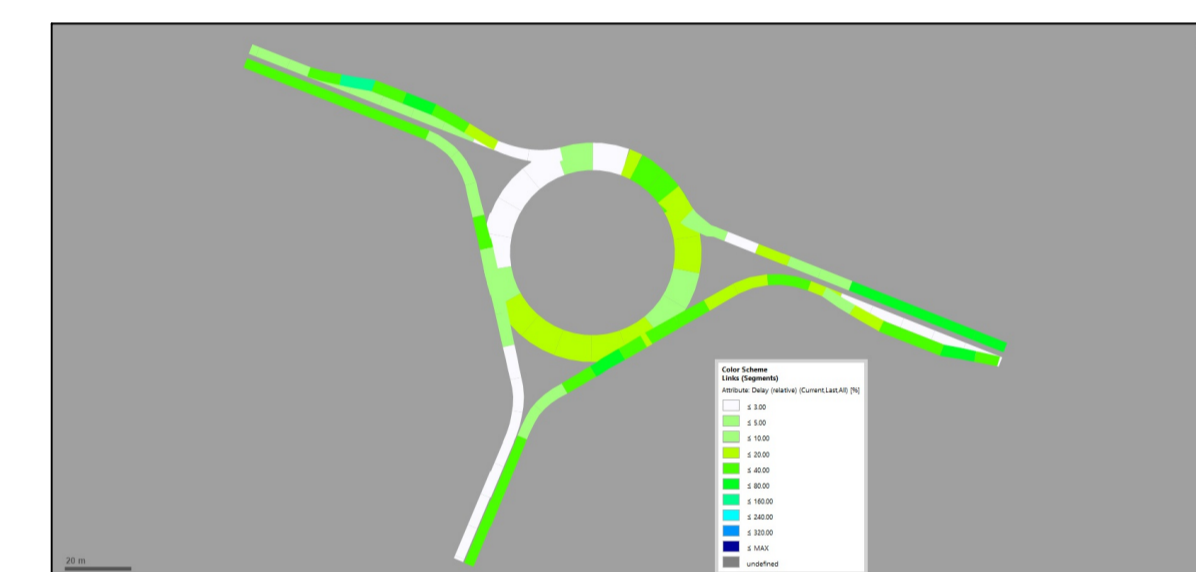 Color Scheme
Links (Segments)
Attribute: Delay (relative) (Current,Last,All) [%]
≤ 3.00
≤ 5.00
≤ 10.00
≤ 20.00
≤ 40.00
≤ 80.00
≤ 160.00
≤ 240.00
≤ 320.00
≤ MAX
undefined
20 m